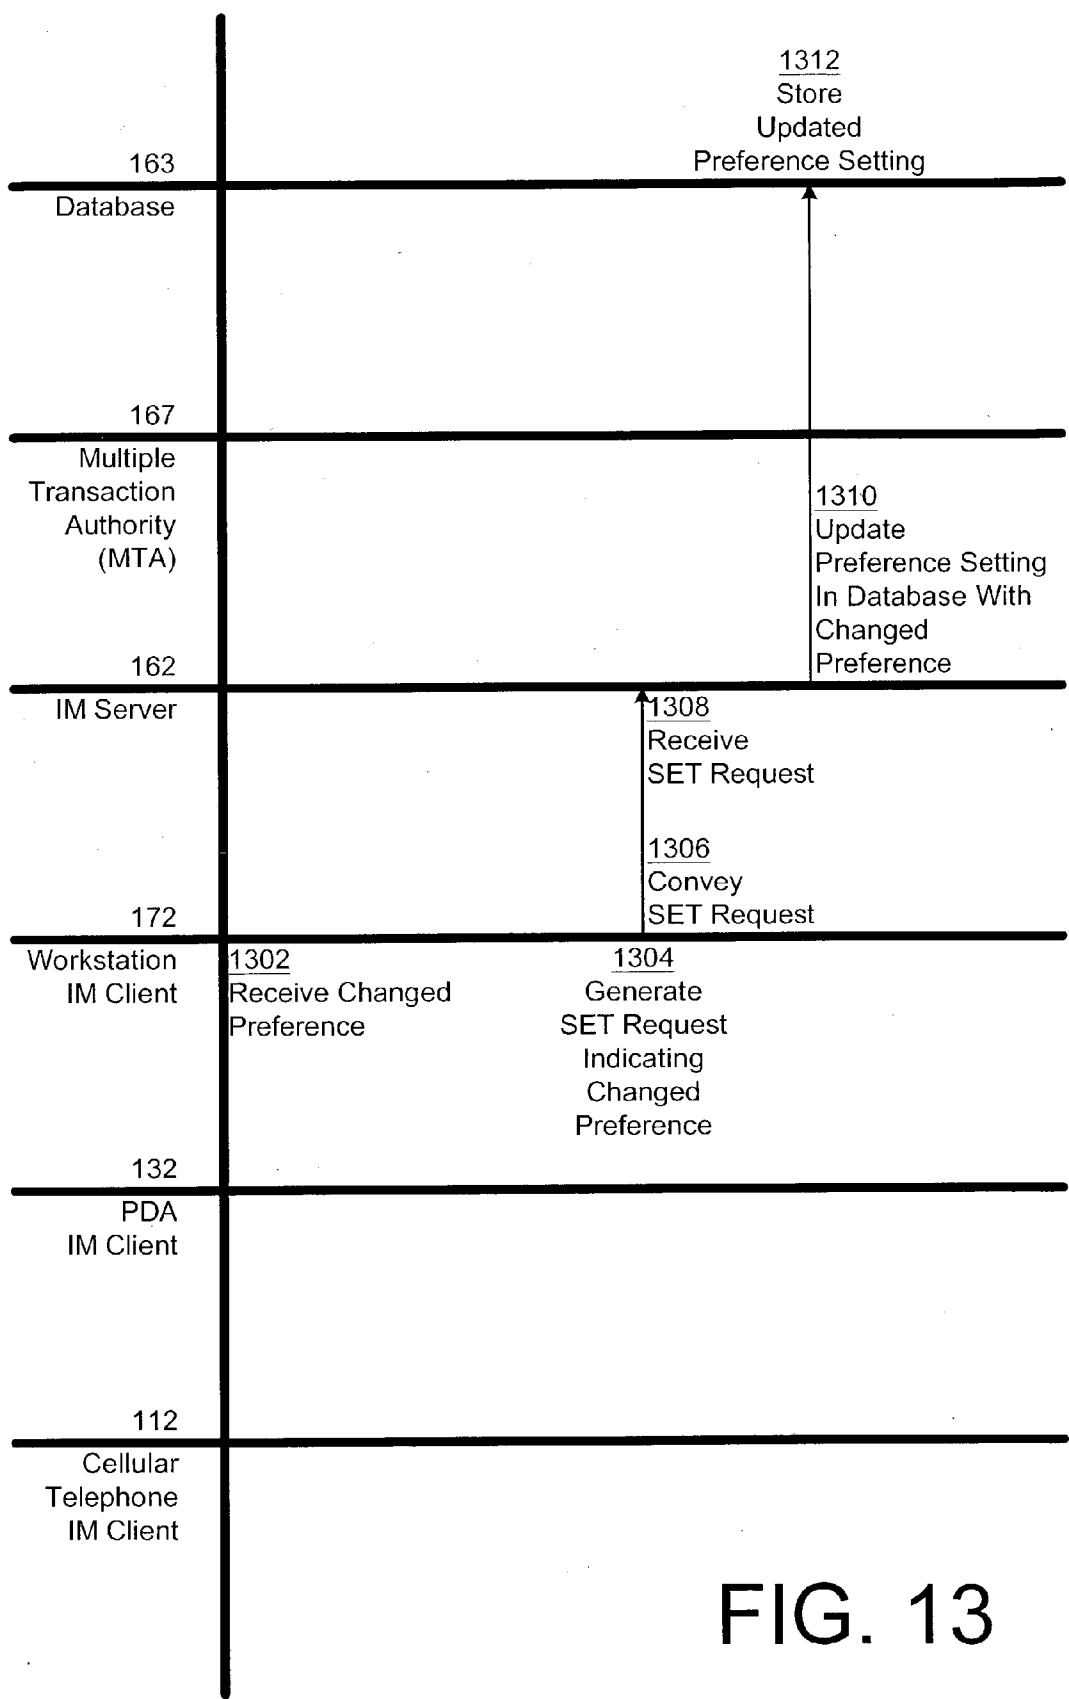 1312
Store
Updated
Preference Setting
163
Database
167
Multiple
Transaction
Authority
(MTA)
1310
Update
Preference Setting
In Database With
Changed
Preference
162
IM Server
1308
Receive
SET Request
1306
Convey
SET Request
172
Workstation
IM Client
1302
Receive Changed
Preference
1304
Generate
SET Request
Indicating
Changed
Preference
132
PDA
IM Client
112
Cellular
Telephone
IM Client
FIG. 13